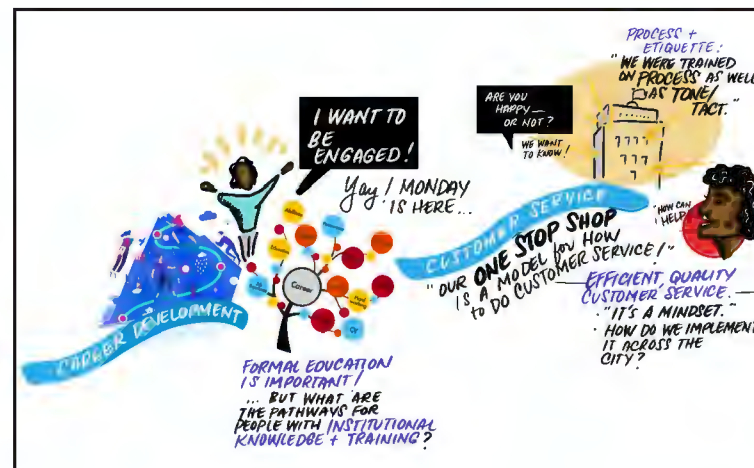 I WANT TO
BE
ENGAGED!
Yay! MONDAY
IS HERE...
Career
CAREER DEVELOPMENT
FORMAL EDUCATION
IS IMPORTANT!
... BUT WHAT ARE
THE PATHWAYS FOR
PEOPLE WITH INSTITUTIONAL
KNOWLEDGE + TRAINING?
PROCESS +
ETIQUETTE:
"WE WERE TRAINED
ON PROCESS AS WELL
AS TONE/
TACT."
ARE YOU
HAPPY—
OR NOT?
WE WANT
TO KNOW!
CUSTOMER SERVICE
"HOW CAN
I HELP
"OUR ONE STOP SHOP
IS A MODEL for HOW
to DO CUSTOMER SERVICE!"
EFFICIENT, QUALITY
CUSTOMER SERVICE.
· "IT'S A MINDSET."
· HOW DO WE IMPLEMENT
IT ACROSS THE
CITY?